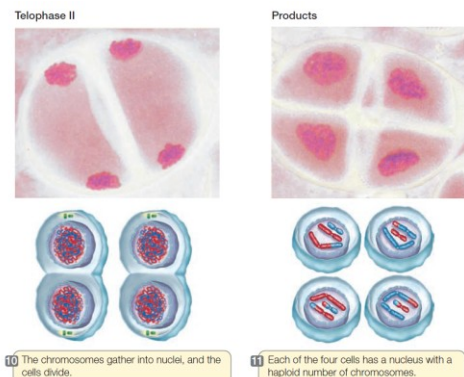 Telophase II
Products
10 The chromosomes gather into nuclei, and the
cells divide.
11 Each of the four cells has a nucleus with a
haploid number of chromosomes.